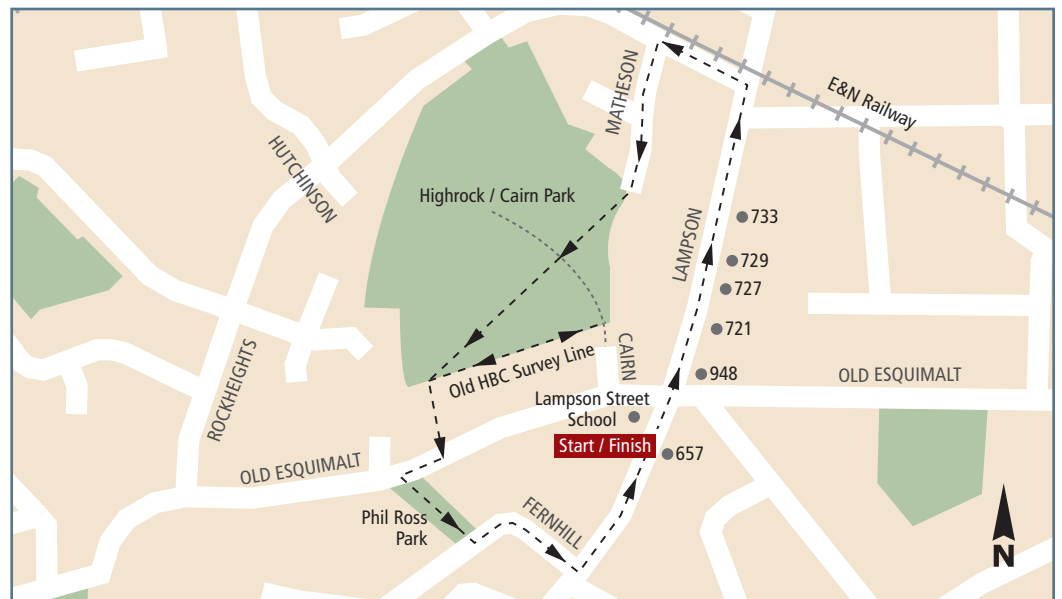 MATHESON
E&N Railway
HUTCHINSON
Highrock / Cairn Park
733
LAMPSON
729
727
721
ROCKHEIGHTS
Old HBC Survey Line
CAIRN
948
OLD ESQUIMALT
Lampson Street
School
Start / Finish
657
OLD ESQUIMALT
Phil Ross
Park
FERNHILL
N